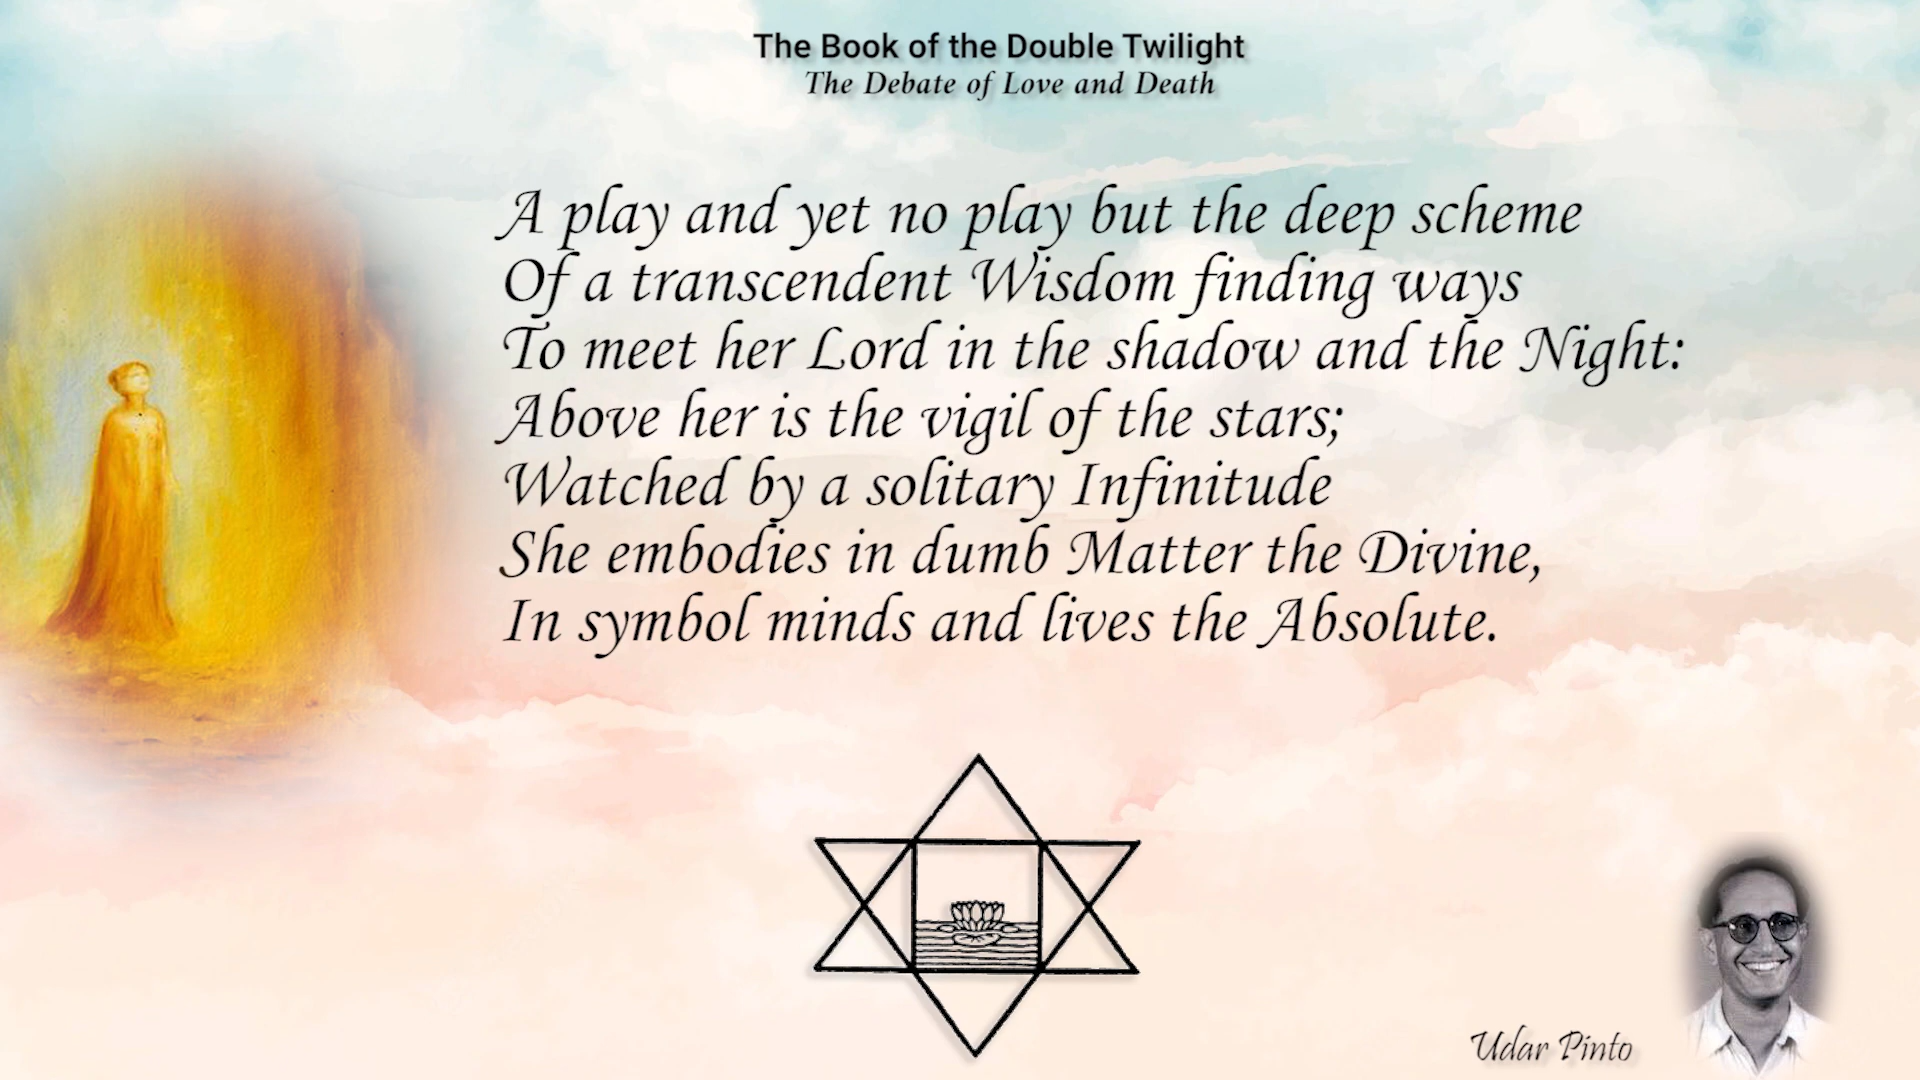 The Book of the Double Twilight
The Debate of Love and Death
A play and yet no play but the deep scheme
Of a transcendent Wisdom finding ways
To meet her Lord in the shadow and the Night:
Above her is the vigil of the stars;
Watched by a solitary Infinitude
She embodies in dumb Matter the Divine,
In symbol minds and lives the Absolute.
Udar Pinto